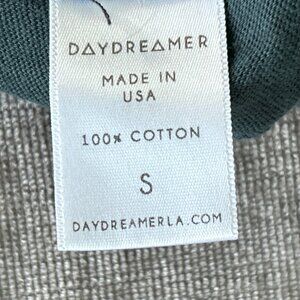 DAYDREAMER
MADE IN
USA
100% COTTON
S
DAYDREAMERLA.COM